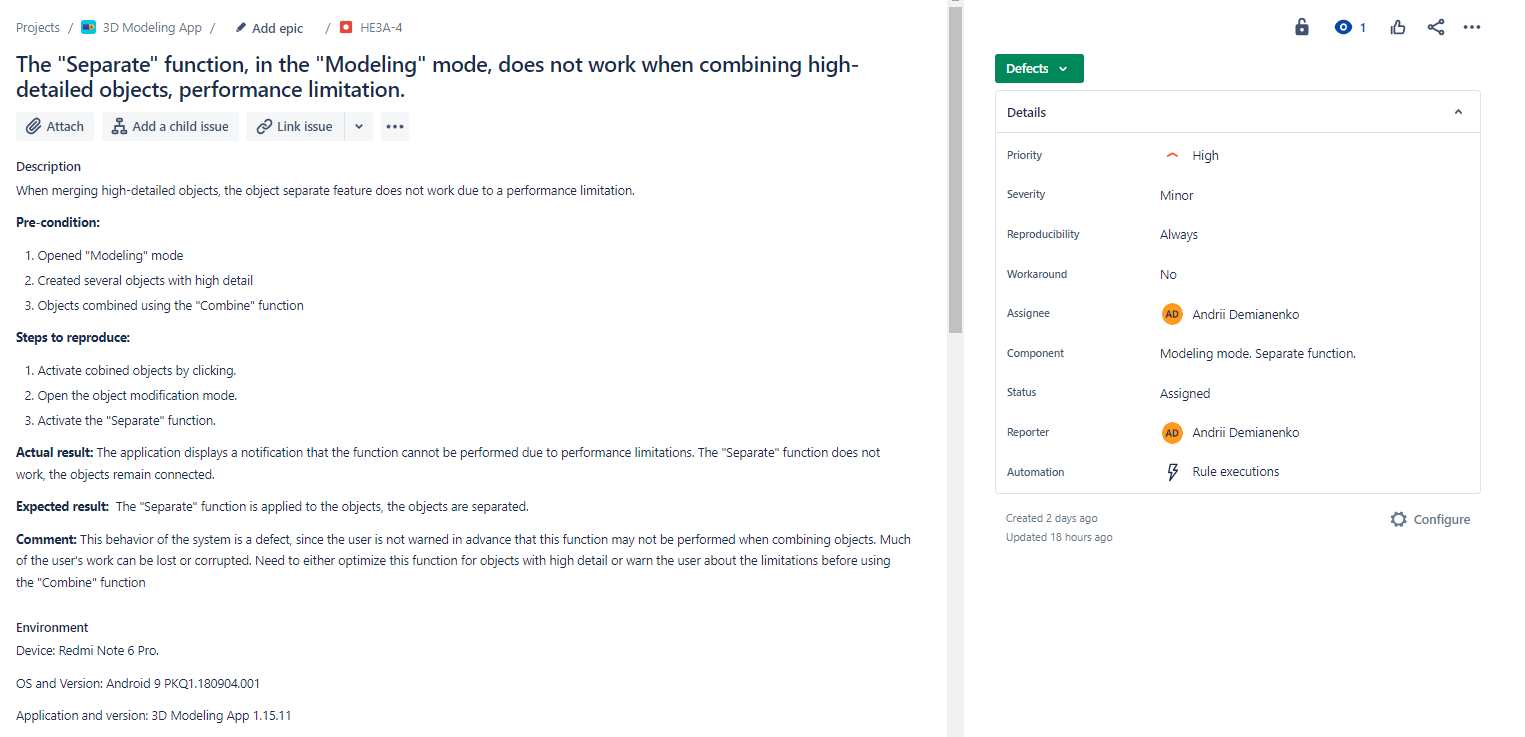 Projects / 3D Modeling App / Add epic / HE3A-4
The "Separate" function, in the "Modeling" mode, does not work when combining high-
detailed objects, performance limitation.
Attach Add a child issue Link issue
Description
When merging high-detailed objects, the object separate feature does not work due to a performance limitation.
Pre-condition:
1. Opened "Modeling" mode
2. Created several objects with high detail
3. Objects combined using the "Combine" function
Steps to reproduce:
1. Activate cobined objects by clicking.
2. Open the object modification mode.
3. Activate the "Separate" function.
Actual result: The application displays a notification that the function cannot be performed due to performance limitations. The "Separate" function does not
work, the objects remain connected.
Expected result: The "Separate" function is applied to the objects, the objects are separated.
Comment: This behavior of the system is a defect, since the user is not warned in advance that this function may not be performed when combining objects. Much
of the user's work can be lost or corrupted. Need to either optimize this function for objects with high detail or warn the user about the limitations before using
the "Combine" function
Environment
Device: Redmi Note 6 Pro.
OS and Version: Android 9 PKQ1.180904.001
Application and version: 3D Modeling App 1.15.11
1
Defects
Details
Priority High
Severity Minor
Reproducibility Always
Workaround No
Assignee AD Andrii Demianenko
Component Modeling mode. Separate function.
Status Assigned
Reporter AD Andrii Demianenko
Automation Rule executions
Created 2 days ago Configure
Updated 18 hours ago